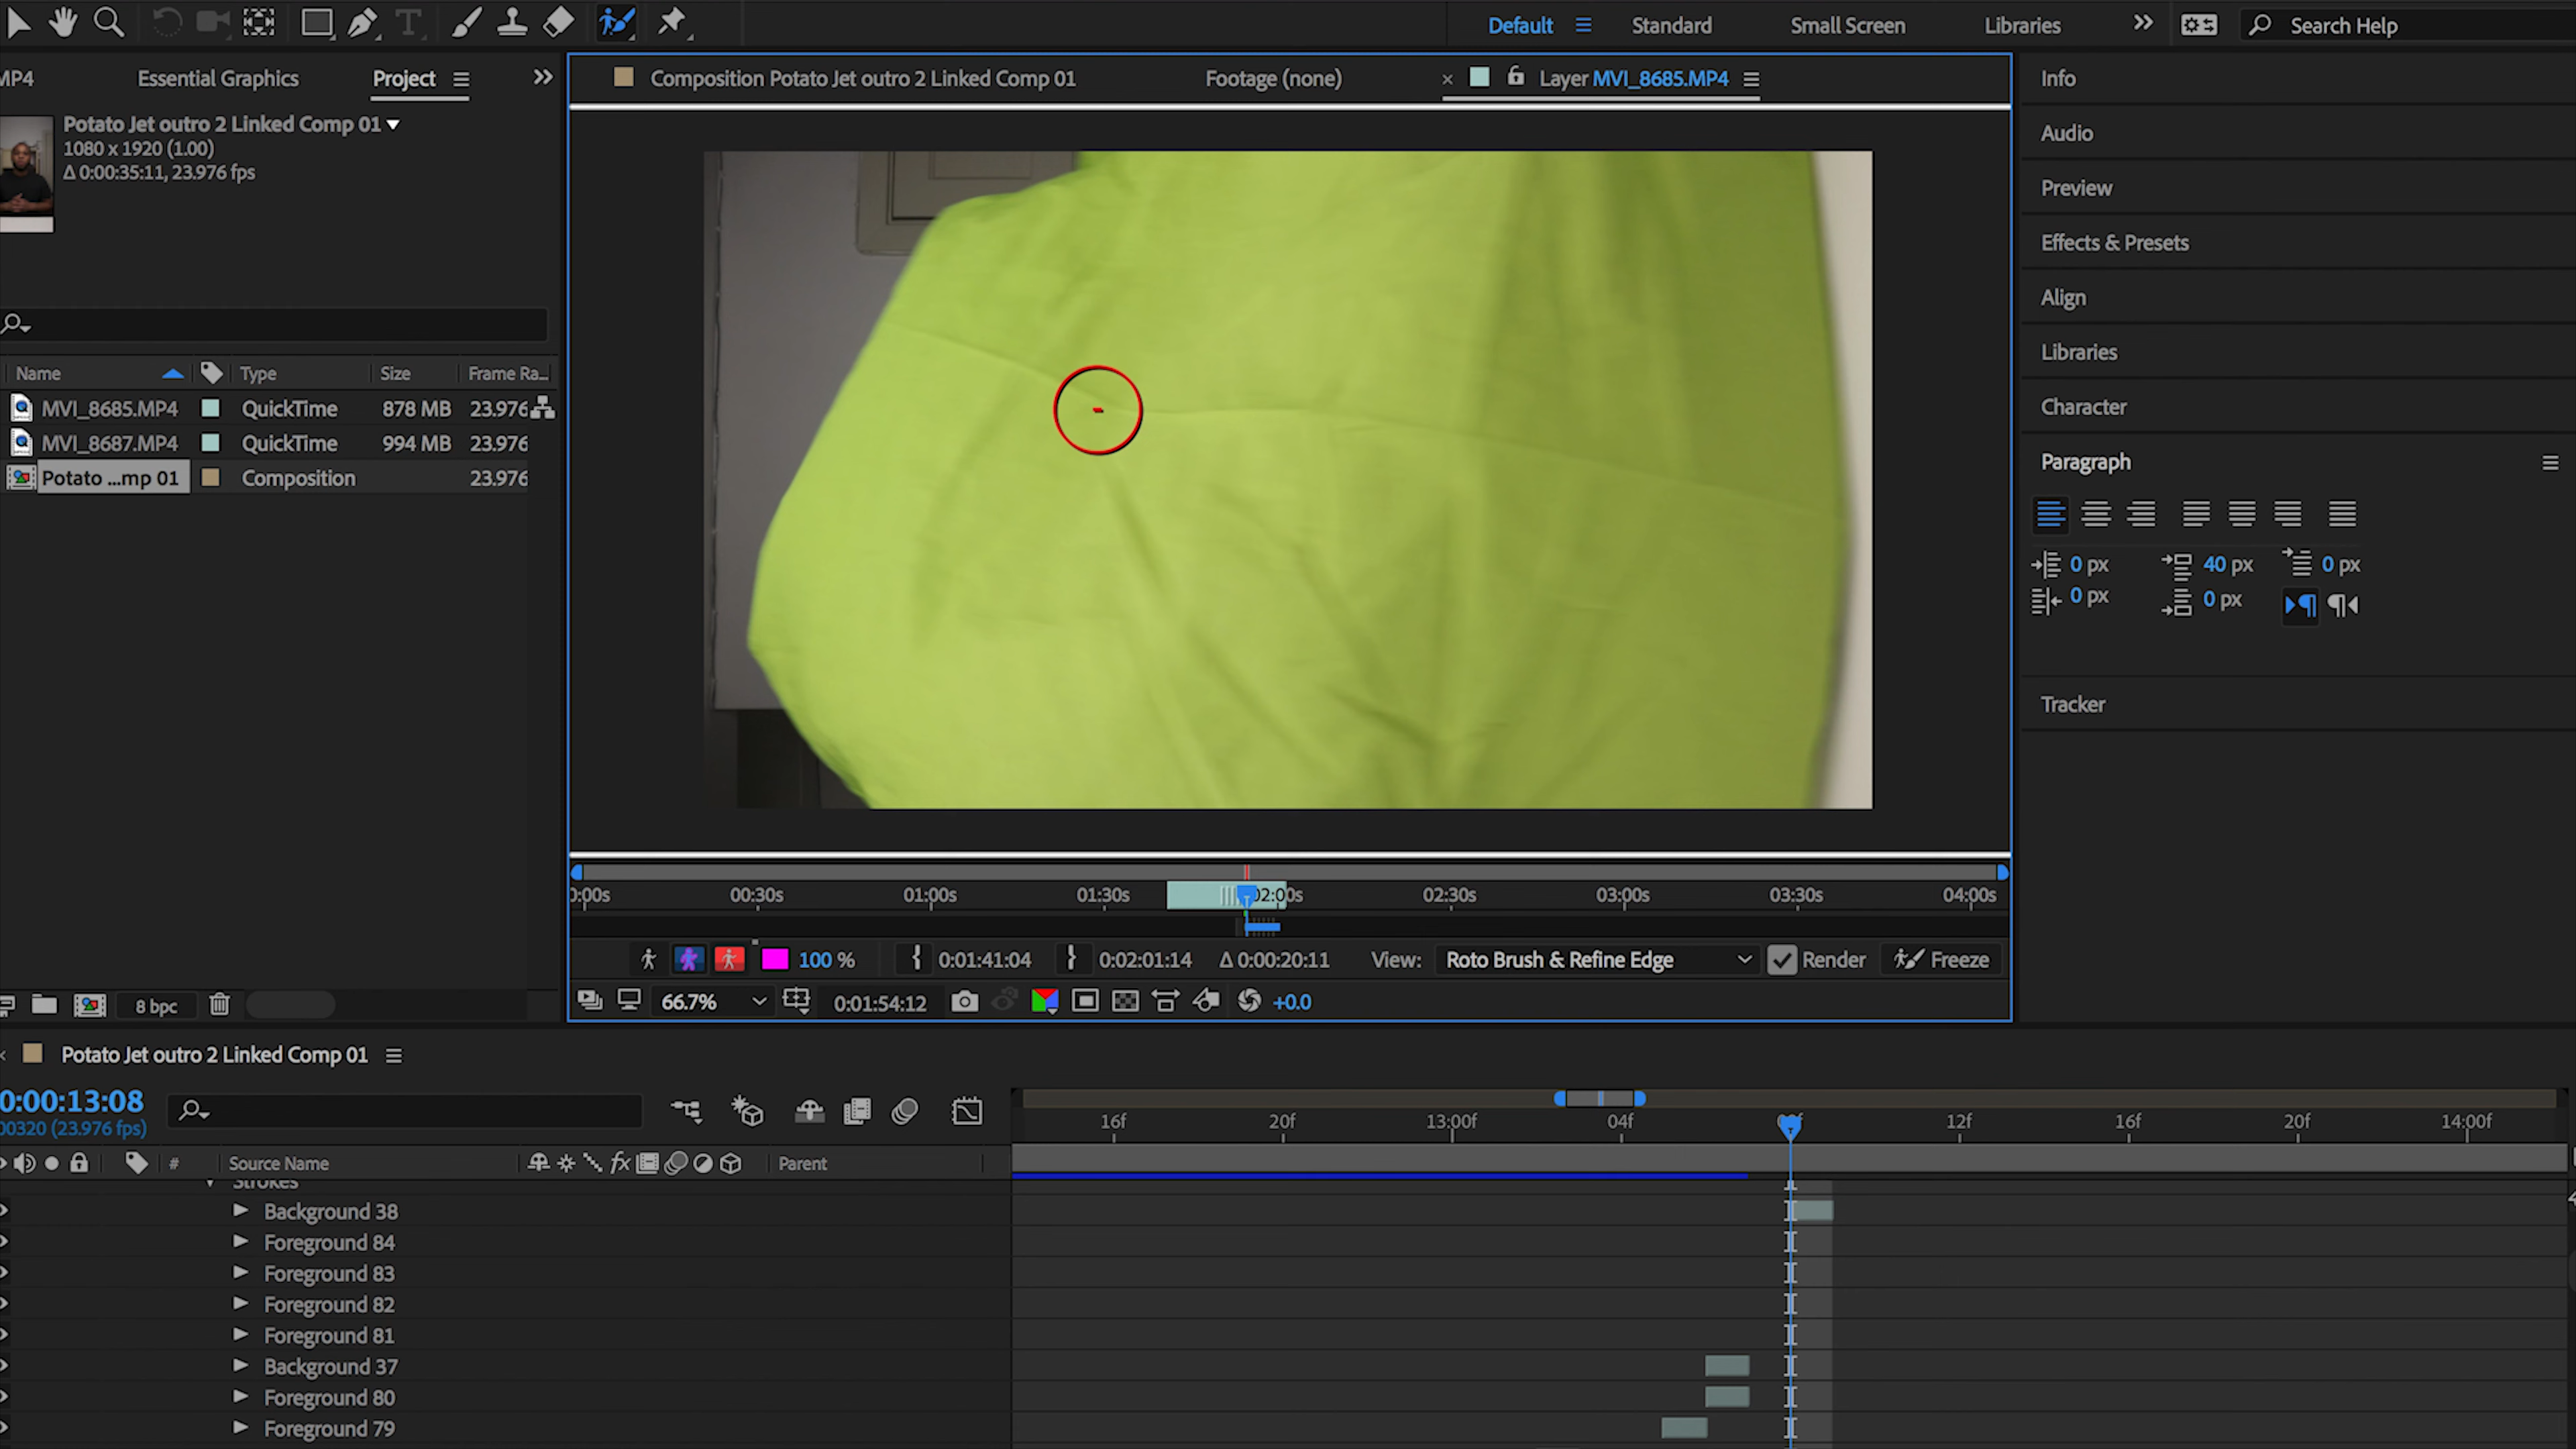 Default
Standard
Small Screen
Libraries
Search Help
MP4
Essential Graphics
Project
Composition Potato Jet outro 2 Linked Comp 01
Footage (none)
× Layer MVI_8685.MP4
Info
Potato Jet outro 2 Linked Comp 01
1080 x 1920 (1.00)
Δ 0:00:35:11, 23.976 fps
Audio
Preview
Effects & Presets
Align
Libraries
Character
Paragraph
0 px 40 px 0 px
0 px 0 px
Tracker
Name Type Size Frame Ra...
MVI_8685.MP4 QuickTime 878 MB 23.976
MVI_8687.MP4 QuickTime 994 MB 23.976
Potato ...mp 01 Composition 23.976
0:00s 00:30s 01:00s 01:30s 02:00s 02:30s 03:00s 03:30s 04:00s
100 % 0:01:41:04 0:02:01:14 Δ 0:00:20:11 View: Roto Brush & Refine Edge Render Freeze
8 bpc
66.7% 0:01:54:12 +0.0
Potato Jet outro 2 Linked Comp 01
0:00:13:08
00320 (23.976 fps)
16f 20f 13:00f 04f 12f 16f 20f 14:00f
# Source Name fx Parent
Strokes
Background 38
Foreground 84
Foreground 83
Foreground 82
Foreground 81
Background 37
Foreground 80
Foreground 79